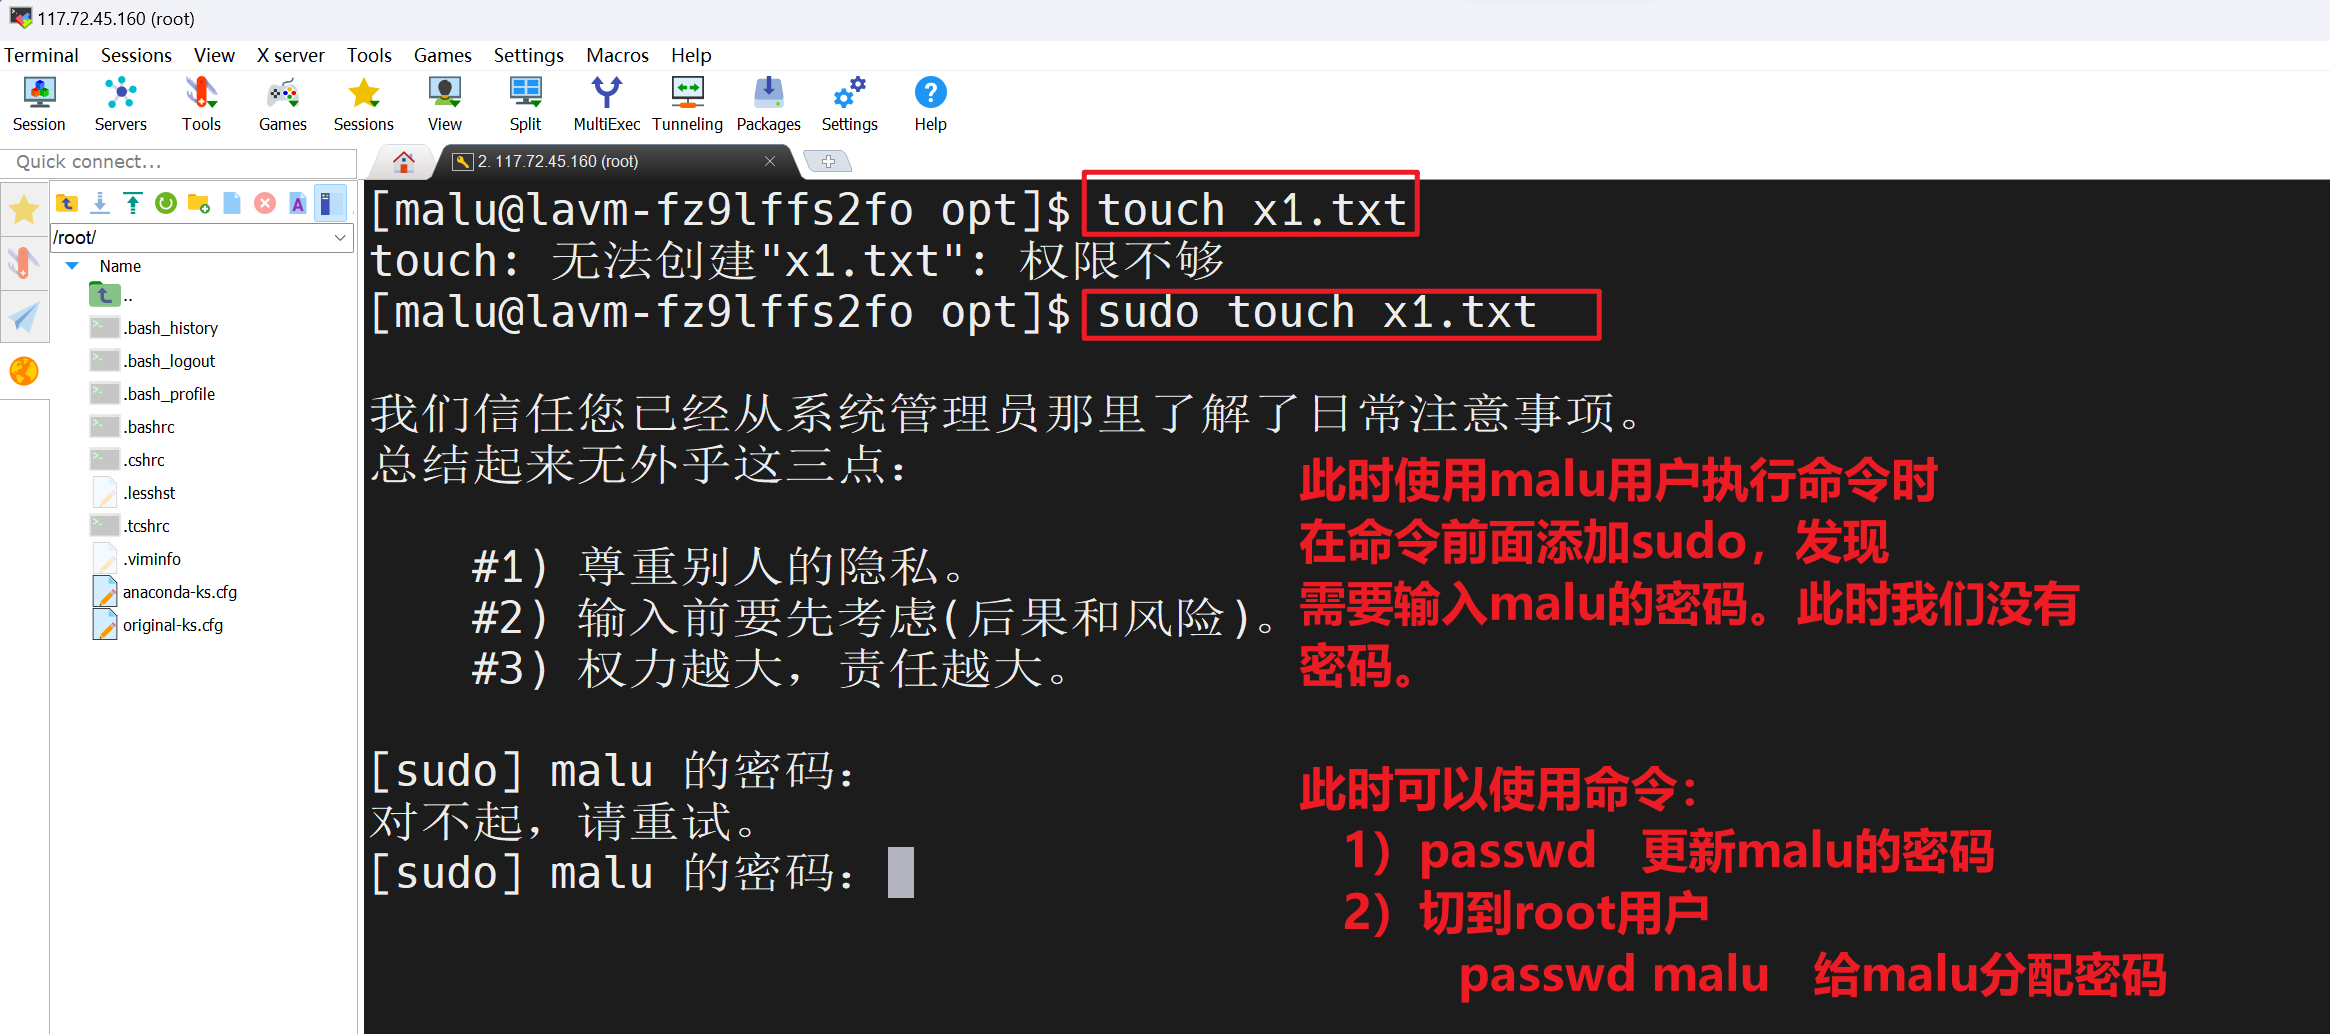 117.72.45.160 (root)
Terminal Sessions View X server Tools Games Settings Macros Help
Session Servers Tools Games Sessions View Split MultiExec Tunneling Packages Settings Help
Quick connect...
2. 117.72.45.160 (root)
/root/
Name
..
.bash_history
.bash_logout
.bash_profile
.bashrc
.cshrc
.lesshst
.tcshrc
.viminfo
anaconda-ks.cfg
original-ks.cfg
[malu@lavm-fz9lffs2fo opt]$ touch x1.txt
touch: 无法创建"x1.txt": 权限不够
[malu@lavm-fz9lffs2fo opt]$ sudo touch x1.txt
我们信任您已经从系统管理员那里了解了日常注意事项。
总结起来无外乎这三点：
#1) 尊重别人的隐私。
#2) 输入前要先考虑(后果和风险)。
#3) 权力越大，责任越大。
[sudo] malu 的密码：
对不起，请重试。
[sudo] malu 的密码：
此时使用malu用户执行命令时
在命令前面添加sudo，发现
需要输入malu的密码。此时我们没有
密码。
此时可以使用命令：
1）passwd 更新malu的密码
2）切到root用户
passwd malu 给malu分配密码